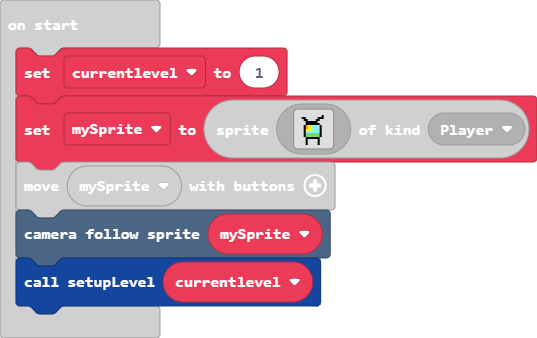 on start
set currentlevel to 1
set mySprite to sprite of kind Player
move mySprite with buttons
camera follow sprite mySprite
call setupLevel currentlevel